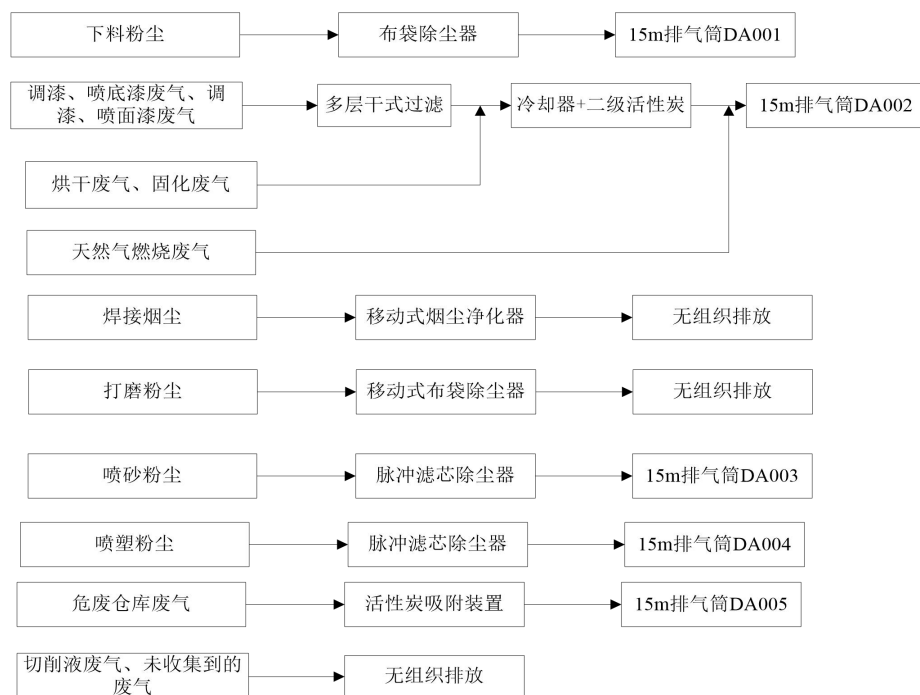 下料粉尘
布袋除尘器
15m排气筒DA001
调漆、喷底漆废气、调
漆、喷面漆废气
多层干式过滤
冷却器+二级活性炭
15m排气筒DA002
烘干废气、固化废气
天然气燃烧废气
焊接烟尘
移动式烟尘净化器
无组织排放
打磨粉尘
移动式布袋除尘器
无组织排放
喷砂粉尘
脉冲滤芯除尘器
15m排气筒DA003
喷塑粉尘
脉冲滤芯除尘器
15m排气筒DA004
危废仓库废气
活性炭吸附装置
15m排气筒DA005
切削液废气、未收集到的
废气
无组织排放